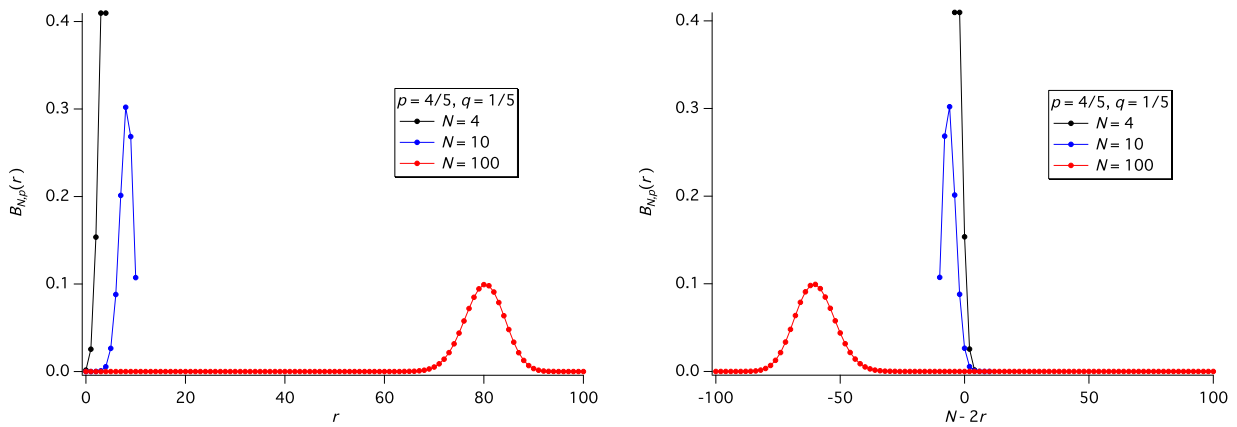 0.4
0.3
0.2
0.1
0.0
B_{N,p}(r)
p = 4/5, q = 1/5
N = 4
N = 10
N = 100
0 20 40 60 80 100
r
0.4
0.3
0.2
0.1
0.0
B_{N,p}(r)
p = 4/5, q = 1/5
N = 4
N = 10
N = 100
-100 -50 0 50 100
N - 2r